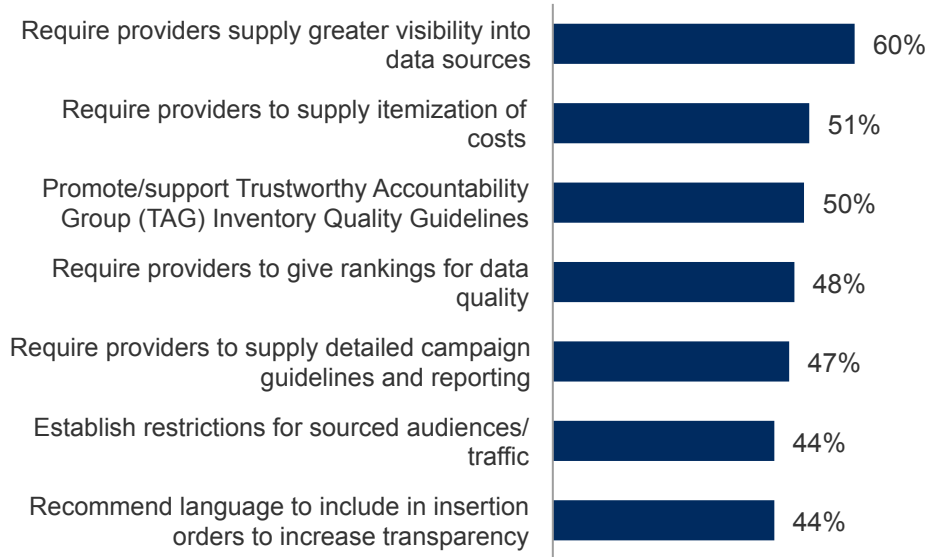 Require providers supply greater visibility into
data sources
60%
Require providers to supply itemization of
costs
51%
Promote/support Trustworthy Accountability
Group (TAG) Inventory Quality Guidelines
50%
Require providers to give rankings for data
quality
48%
Require providers to supply detailed campaign
guidelines and reporting
47%
Establish restrictions for sourced audiences/
traffic
44%
Recommend language to include in insertion
orders to increase transparency
44%